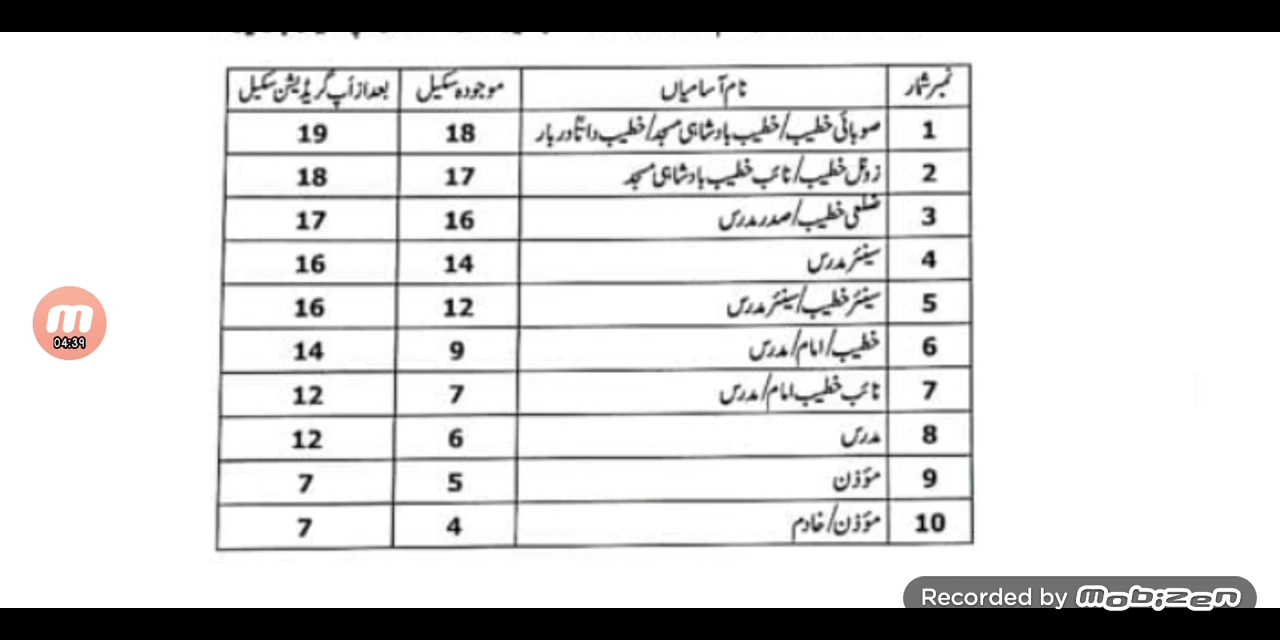 نمبر شمار نام آسامیاں موجودہ سکیل بعد از اَپ گریڈیشن سکیل
1 صوبائی خطیب/خطیب بادشاہی مسجد/خطیب داتا دربار 18 19
2 زونل خطیب/نائب خطیب بادشاہی مسجد 17 18
3 ضلعی خطیب/صدر مدرس 16 17
4 سینئر مدرس 14 16
5 سینئر خطیب/سینئر مدرس 12 16
6 خطیب/امام/مدرس 9 14
7 نائب خطیب امام/مدرس 7 12
8 مدرس 6 12
9 مؤذن 5 7
10 مؤذن/خادم 4 7
m
04:39
Recorded by mobizen